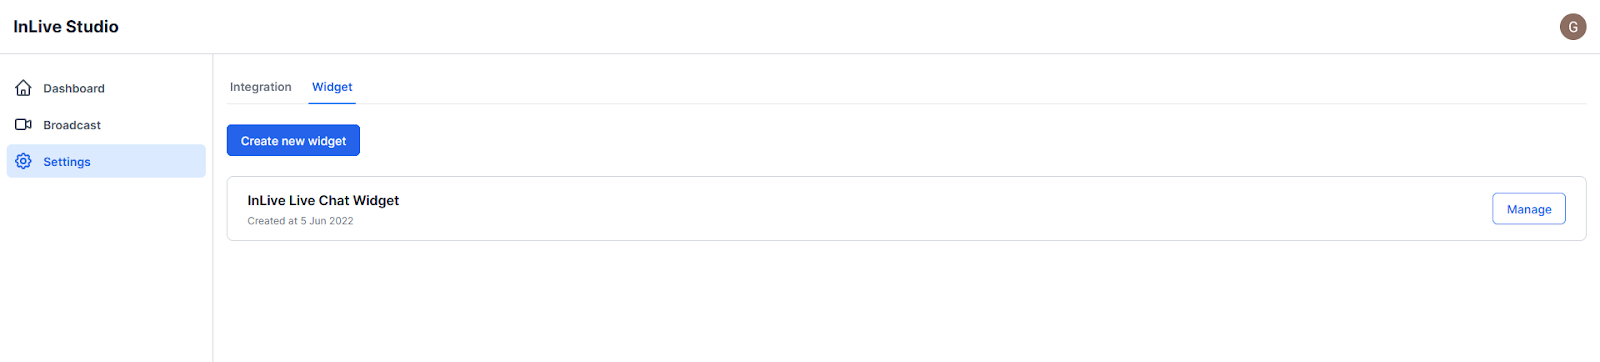 InLive Studio
G
Dashboard
Broadcast
Settings
Integration
Widget
Create new widget
InLive Live Chat Widget
Created at 5 Jun 2022
Manage